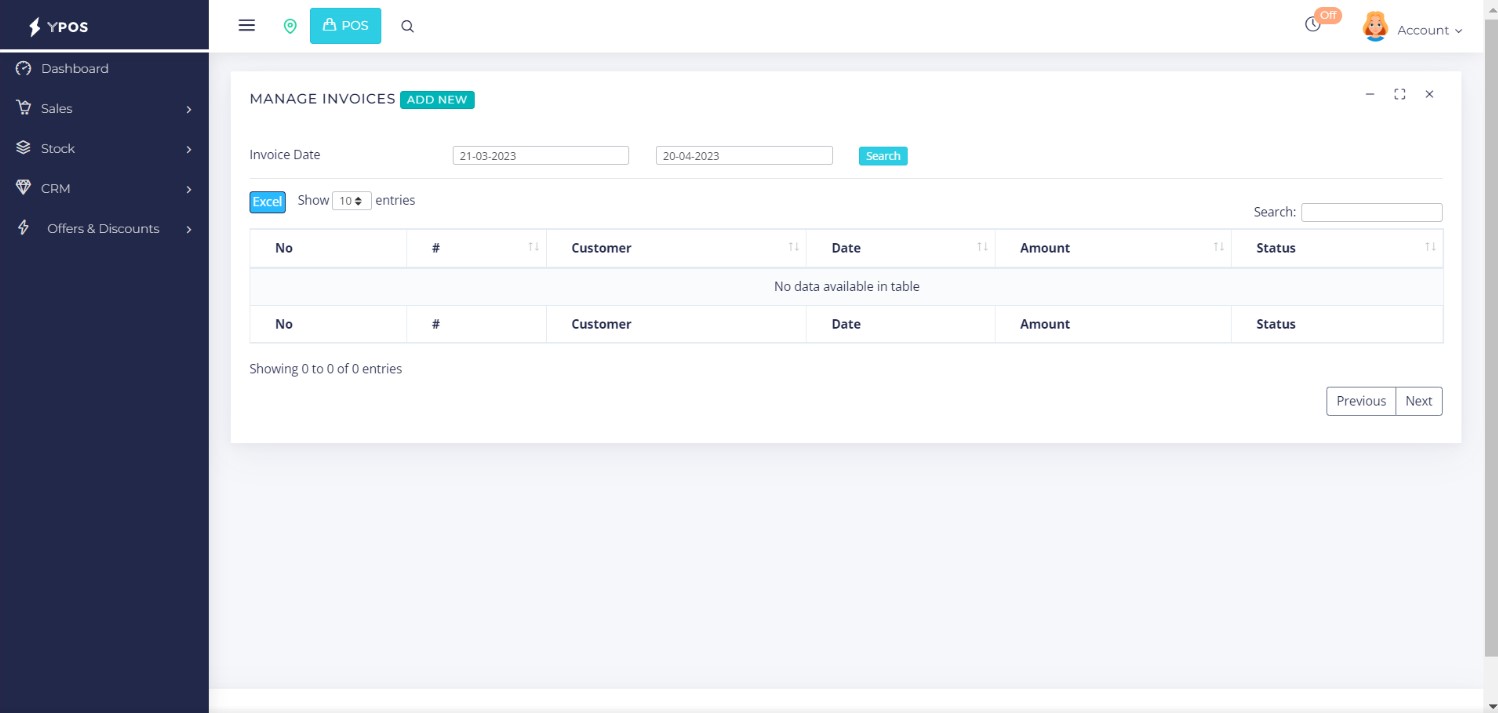 YPOS
POS
Off
Account
Dashboard
Sales
Stock
CRM
Offers & Discounts
MANAGE INVOICES ADD NEW
Invoice Date 21-03-2023 20-04-2023 Search
Excel Show 10 entries
Search:
No # Customer Date Amount Status
No data available in table
No # Customer Date Amount Status
Showing 0 to 0 of 0 entries
Previous Next